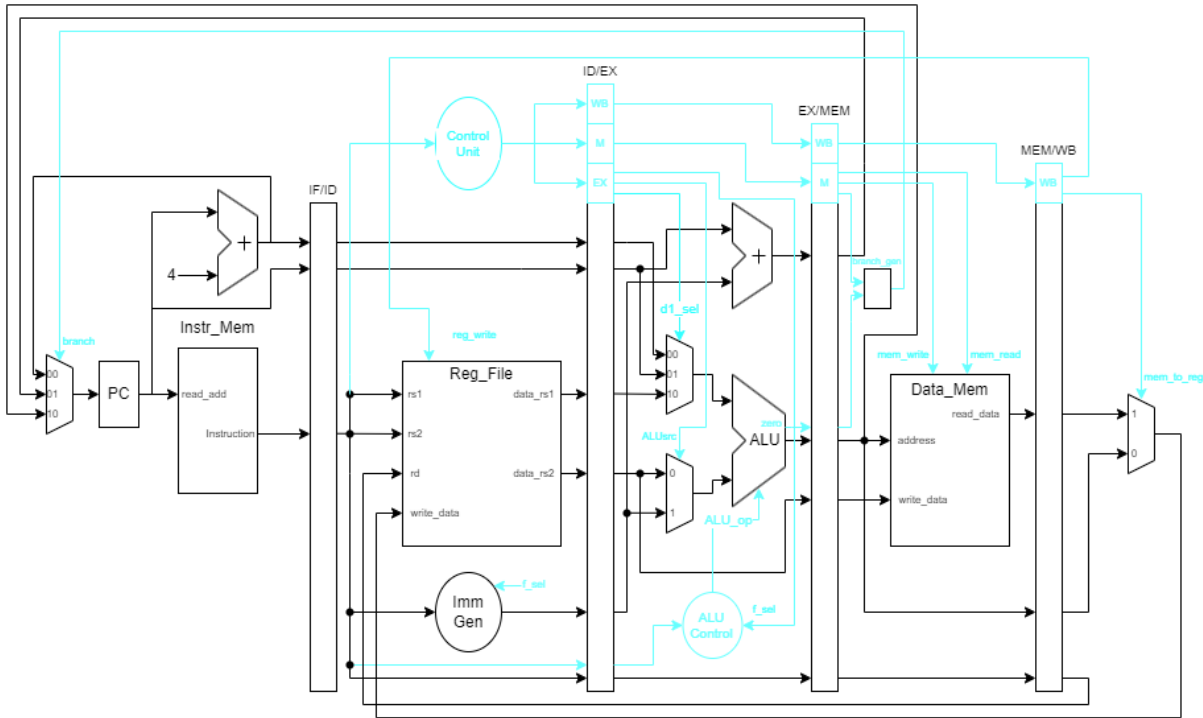 ID/EX
WB
EX/MEM
Control
Unit
M
WB
MEM/WB
IF/ID
EX
M
WB
+
+
4
branch_gen
d1_sel
Instr_Mem
reg_write
branch
mem_write
mem_read
00
01
10
PC
read_add
Instruction
Reg_File
rs1
data_rs1
rs2
rd
data_rs2
write_data
00
01
10
ALUsrc
0
1
zero
ALU
ALU_op
Data_Mem
read_data
address
write_data
mem_to_reg
1
0
Imm
Gen
f_sel
ALU
Control
f_sel